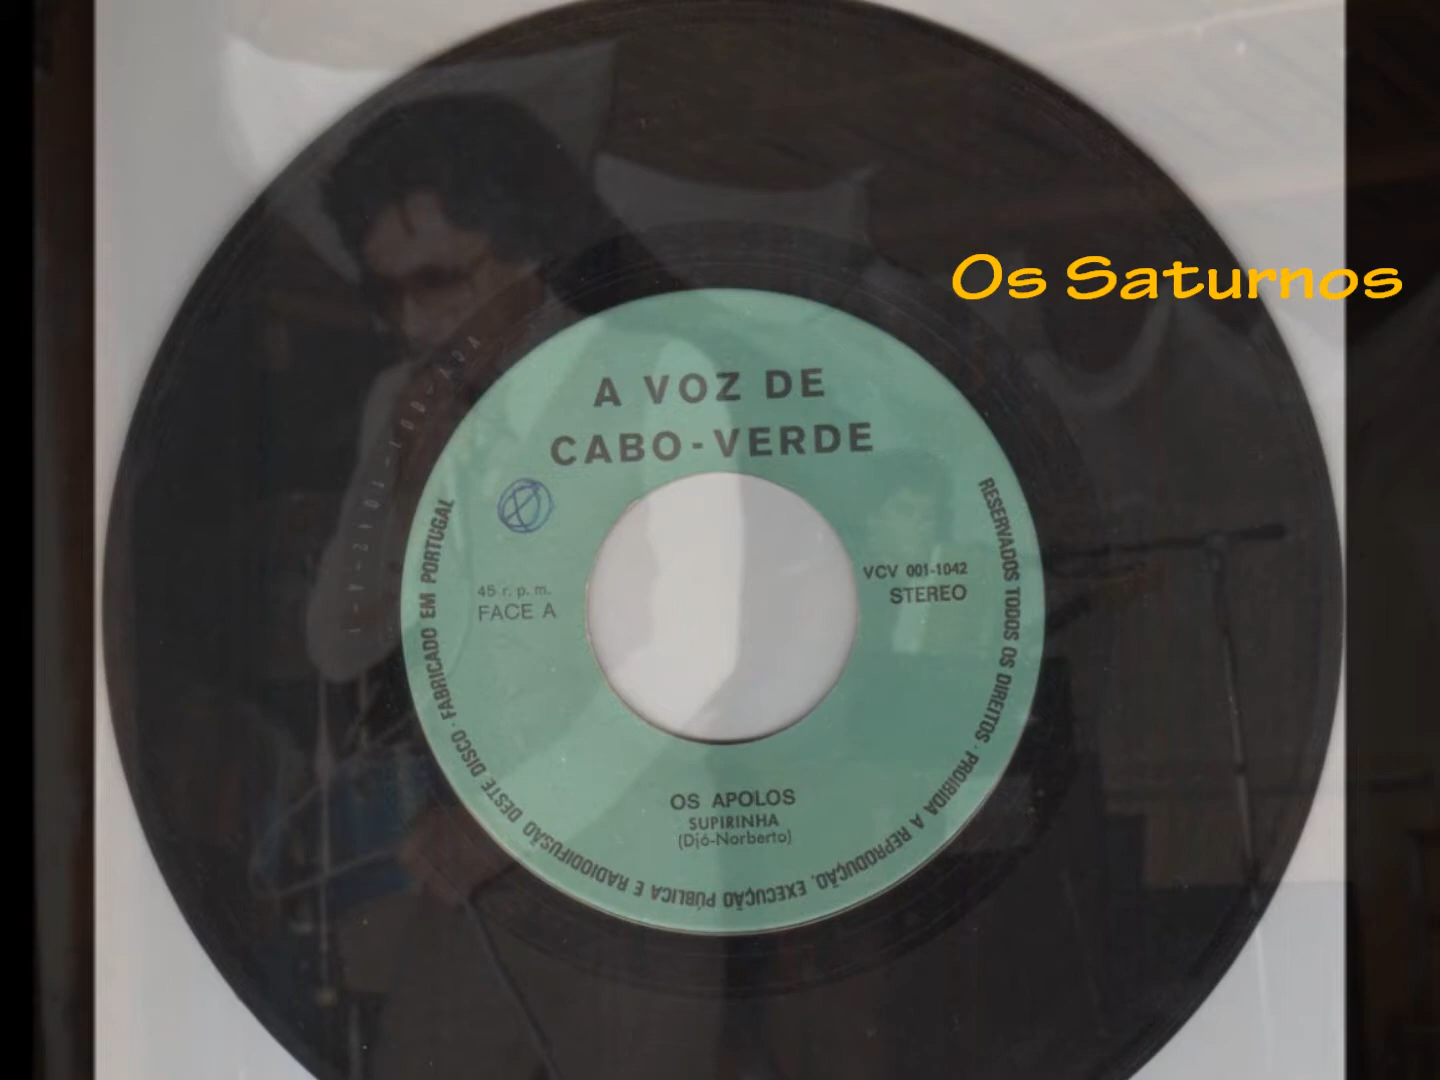 Os Saturnos
A VOZ DE
CABO-VERDE
45 r. p. m.
FACE A
VCV 001-1042
STEREO
OS APOLOS
SUPIRINHA
(Djó-Norberto)
RESERVADOS TODOS OS DIREITOS · PROIBIDA A REPRODUÇÃO, EXECUÇÃO PÚBLICA E RADIODIFUSÃO DESTE DISCO · FABRICADO EM PORTUGAL